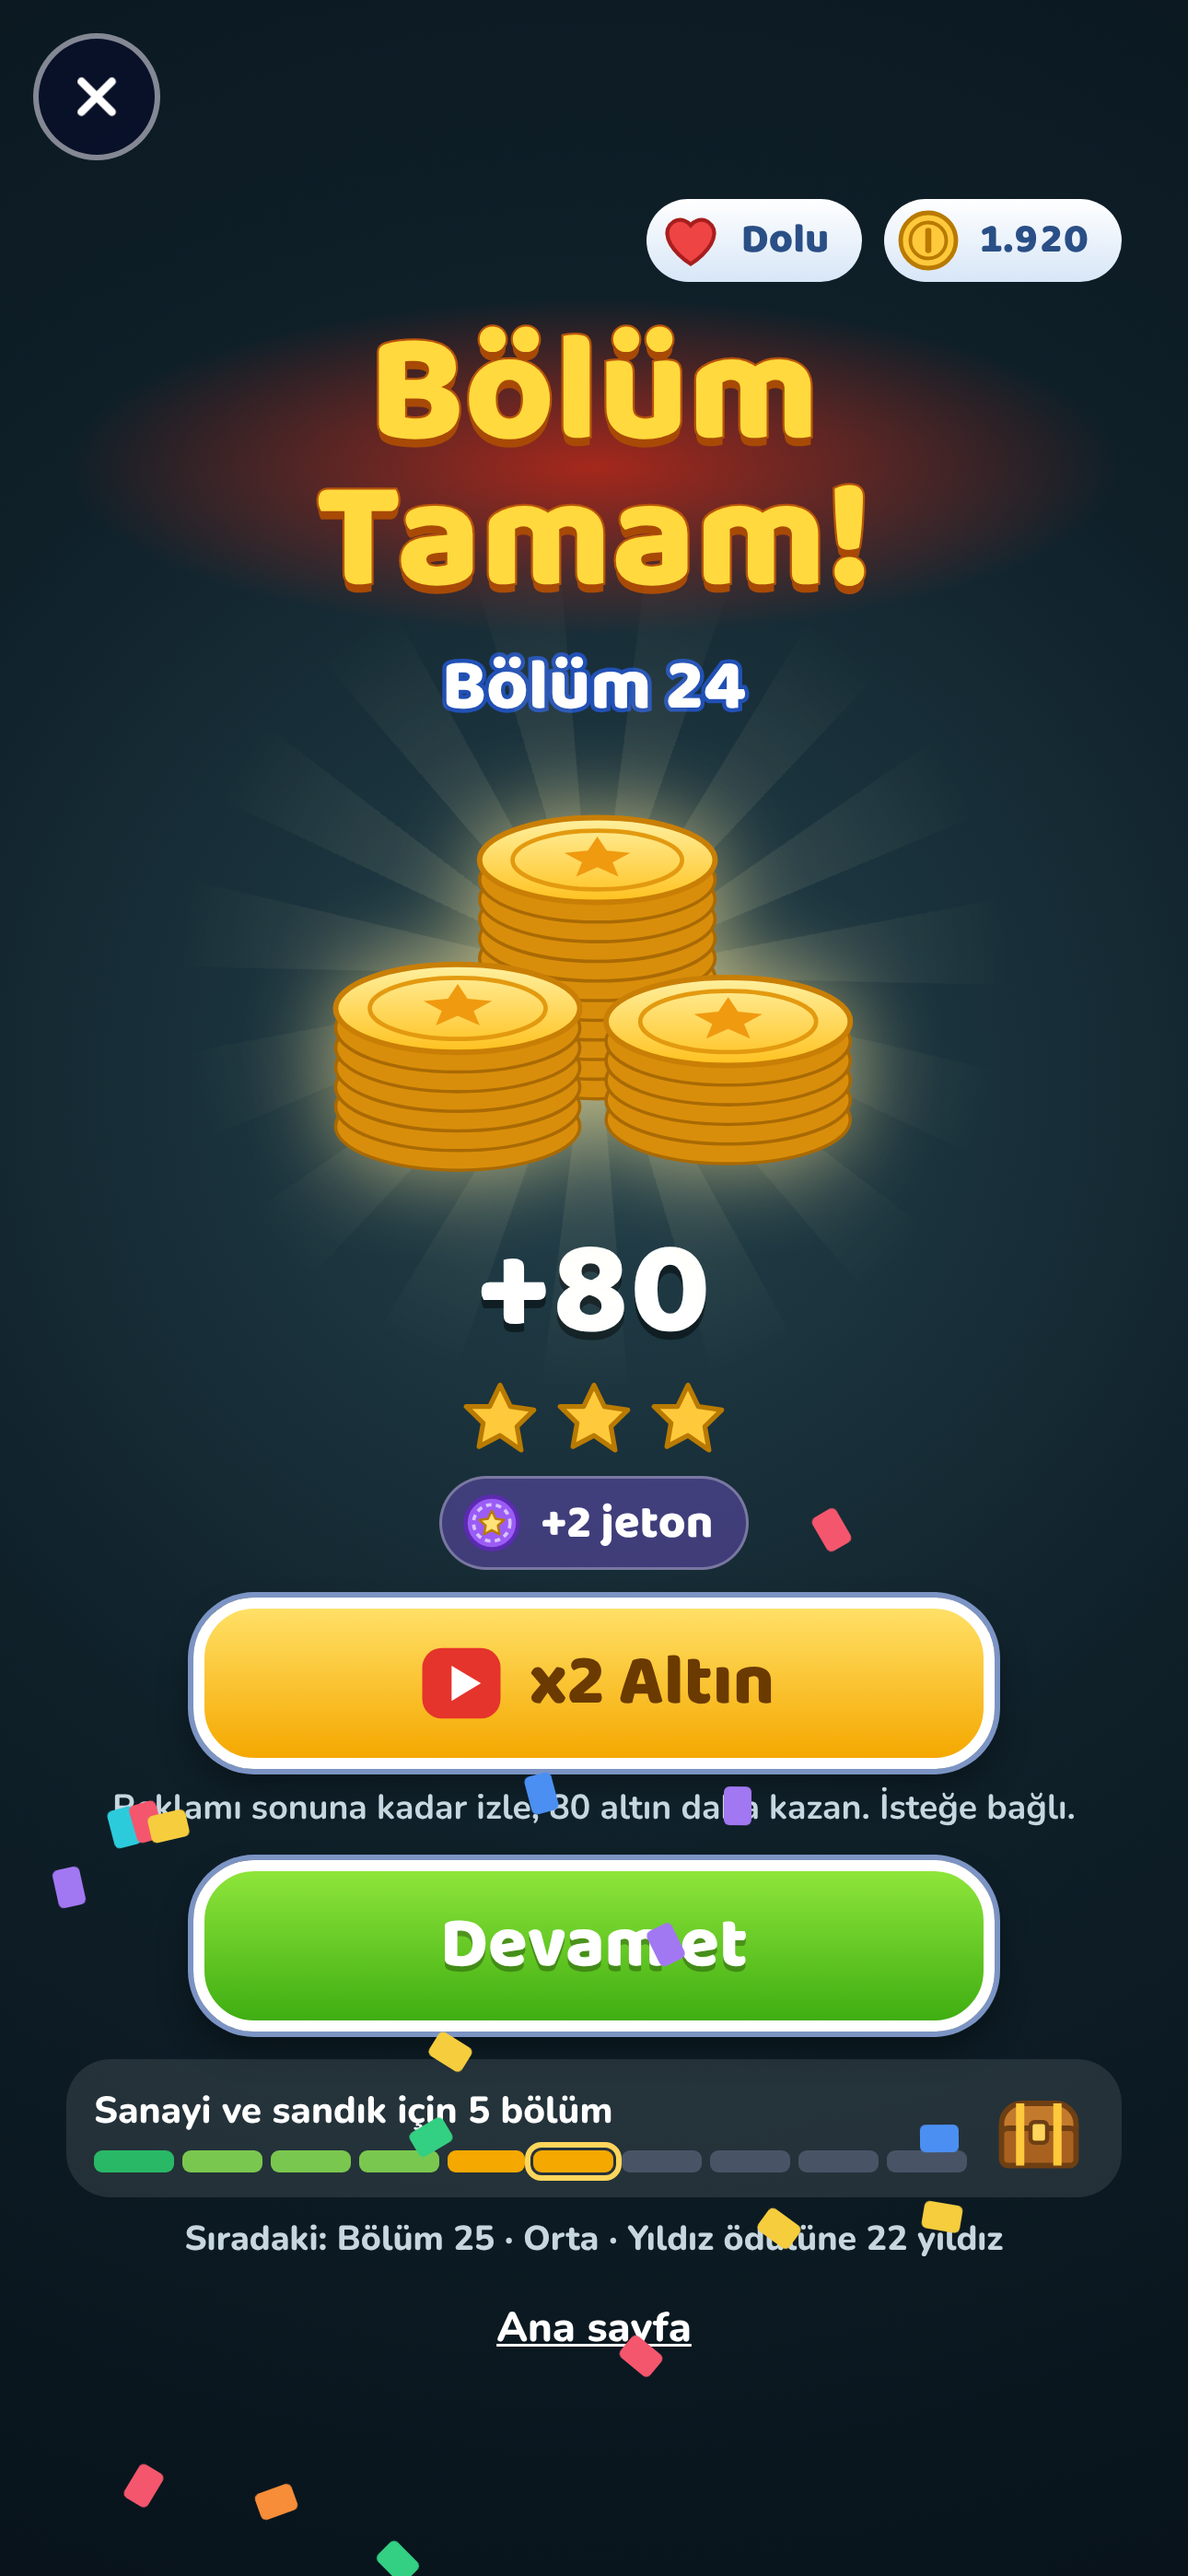 Dolu
1.920
Bölüm
Tamam!
Bölüm 24
+80
+2 jeton
x2 Altın
Reklamı sonuna kadar izle, 80 altın daha kazan. İsteğe bağlı.
Devam et
Sanayi ve sandık için 5 bölüm
Sıradaki: Bölüm 25 · Orta · Yıldız ödülüne 22 yıldız
Ana sayfa